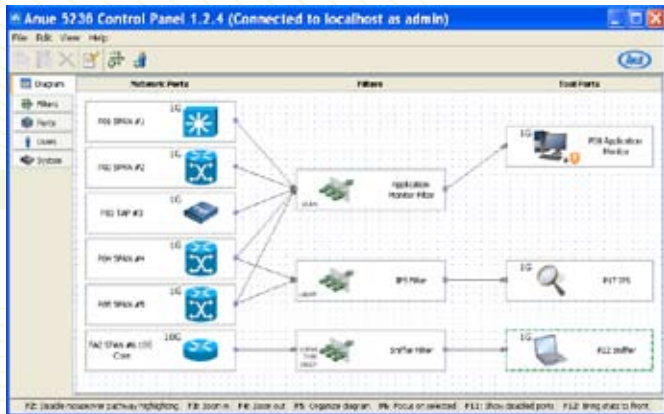 Anue 5236 Control Panel 1.2.4 (Connected to localhost as admin)
File Edit View Help
Diagram
Filters
Ports
Users
System
Network Ports
Filters
Tool Ports
P01 SPAN #1
1G
P02 SPAN #2
1G
P03 TAP #3
1G
P04 SPAN #4
1G
P05 SPAN #5
1G
10G
Core
Application
Monitor Filter
IPS Filter
Sniffer Filter
1G
Application
Monitor
1G
P17 IPS
1G
P22 Sniffer
F2: Disable mouseover pathway highlighting F3: Zoom in F4: Zoom out F5: Organize diagram F6: Focus on selected F11: Show disabled ports F12: Bring stats to front